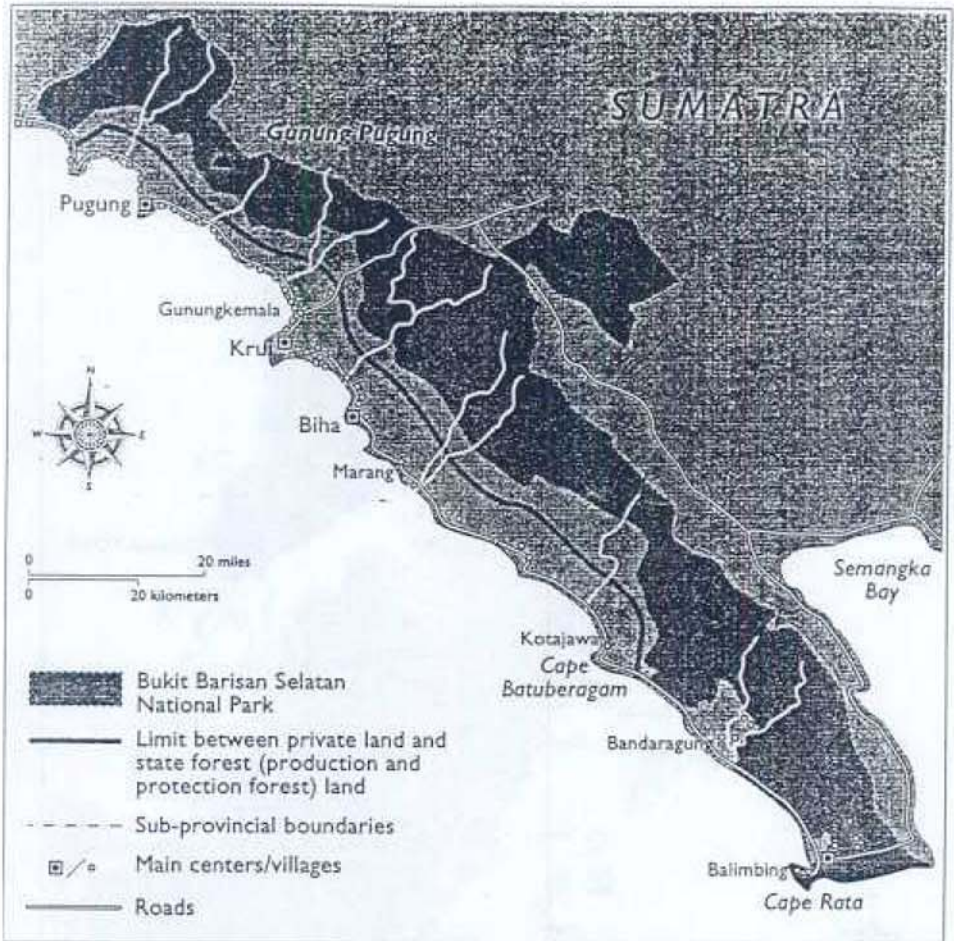 SUMATRA
Gunung Pugung
Pugung
Gunungkemala
Krui
Biha
Marang
N
W
E
S
0 20 miles
0 20 kilometers
Semangka
Bay
Kotajawa
Cape
Batuberagam
Bandaragung
Balimbing
Cape Rata
Bukit Barisan Selatan
National Park
Limit between private land and
state forest (production and
protection forest) land
Sub-provincial boundaries
Main centers/villages
Roads